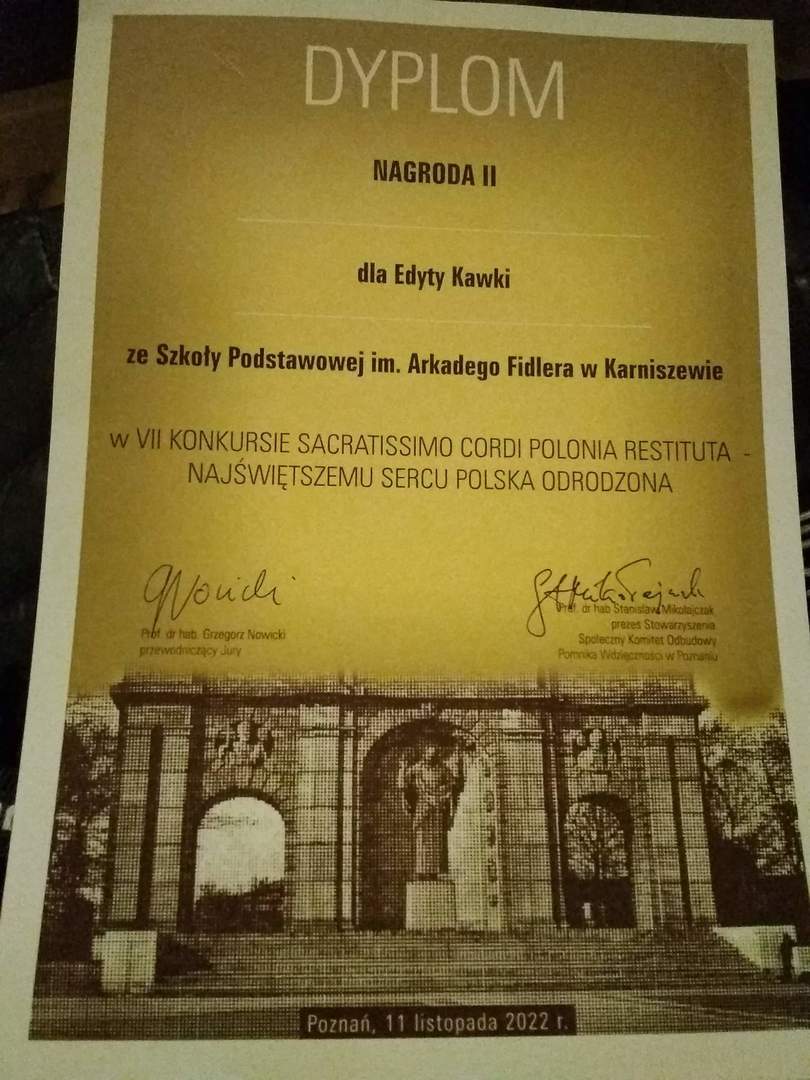 DYPLOM
NAGRODA II
dla Edyty Kawki
ze Szkoły Podstawowej im. Arkadego Fidlera w Karniszewie
w VII KONKURSIE SACRATISSIMO CORDI POLONIA RESTITUTA -
NAJŚWIĘTSZEMU SERCU POLSKA ODRODZONA
Prof. dr hab. Grzegorz Nowicki
przewodniczący Jury
Prof. dr hab Stanisław Mikołajczak
prezes Stowarzyszenia
Społeczny Komitet Odbudowy
Pomnika Wdzięczności w Poznaniu
Poznań, 11 listopada 2022 r.